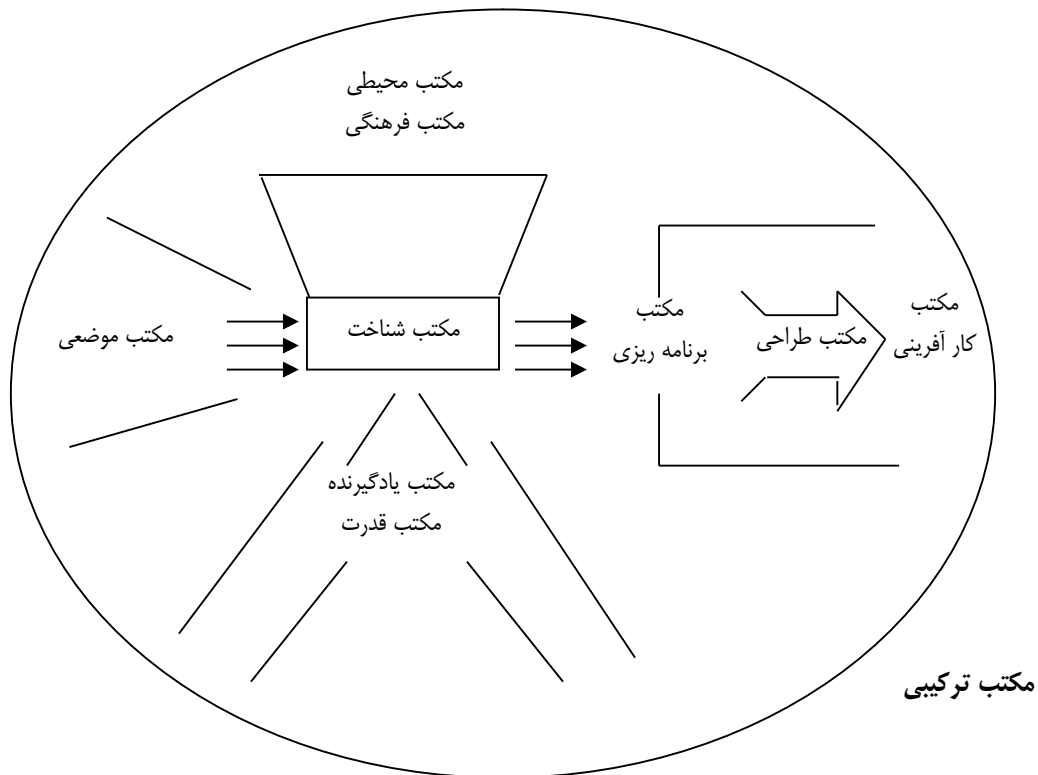 مکتب محیطی
مکتب فرهنگی
مکتب
کار آفرینی
مکتب طراحی
مکتب
برنامه ریزی
مکتب شناخت
مکتب موضعی
مکتب یادگیرنده
مکتب قدرت
مکتب ترکیبی